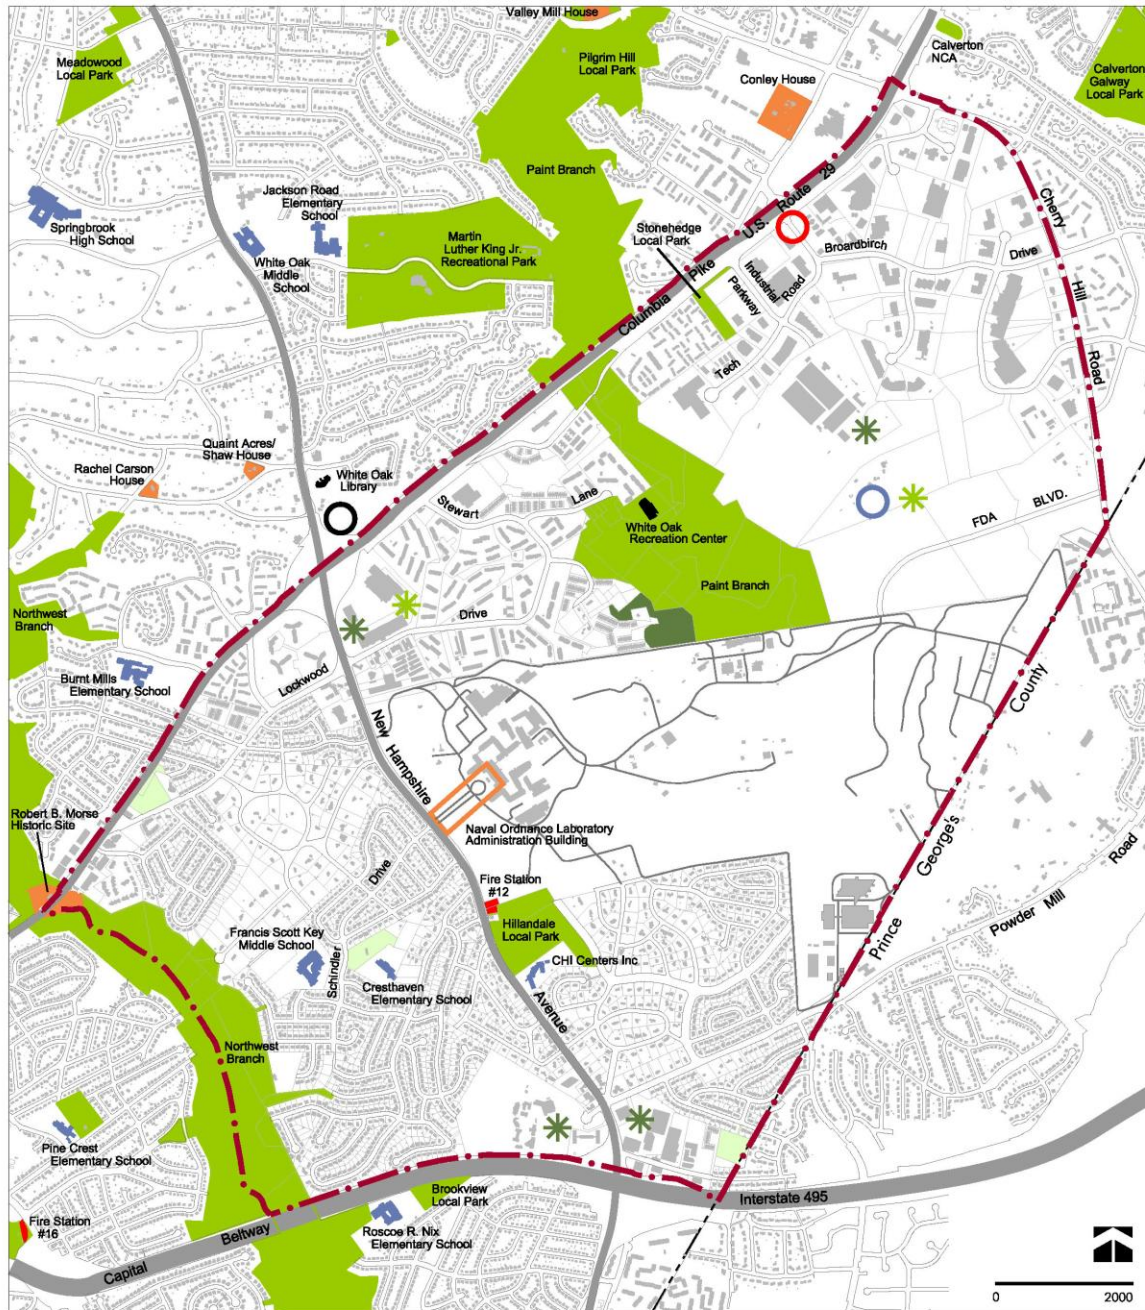 Valley Mill House
Meadowood
Local Park
Pilgrim Hill
Local Park
Calverton
NCA
Calverton
Galway
Local Park
Conley House
Paint Branch
Springbrook
High School
Jackson Road
Elementary
School
White Oak
Middle
School
Martin
Luther King Jr.
Recreational Park
Stonehedge
Local Park
Columbia Pike U.S. Route 29
Cherry Hill Road
Broardbirch Drive
Industrial
Parkway
Road
Tech
Quaint Acres/
Shaw House
Rachel Carson
House
White Oak
Library
Stewart Lane
White Oak
Recreation Center
FDA BLVD.
Paint Branch
Northwest
Branch
Drive
Lockwood
Burnt Mills
Elementary School
New Hampshire
Avenue
Prince George's County
Robert B. Morse
Historic Site
Naval Ordnance Laboratory
Administration Building
Drive
Schindler
Fire Station
#12
Hillandale
Local Park
Powder Mill Road
Francis Scott Key
Middle School
Cresthaven
Elementary School
CHI Centers Inc
Northwest
Branch
Pine Crest
Elementary School
Brookview
Local Park
Interstate 495
Fire Station
#16
Roscoe R. Nix
Elementary School
Capital Beltway
0 2000